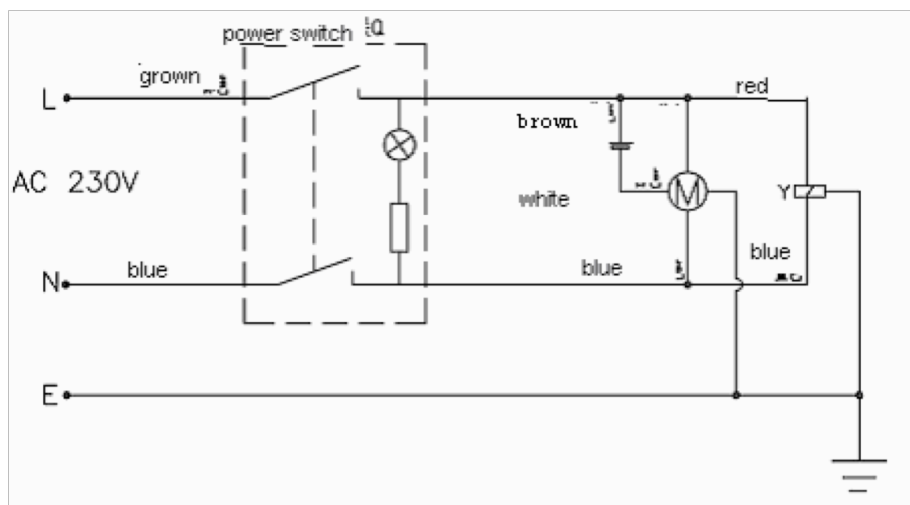 power switch
grown
L
red
brown
AC 230V
white
M
Y
N
blue
blue
blue
E